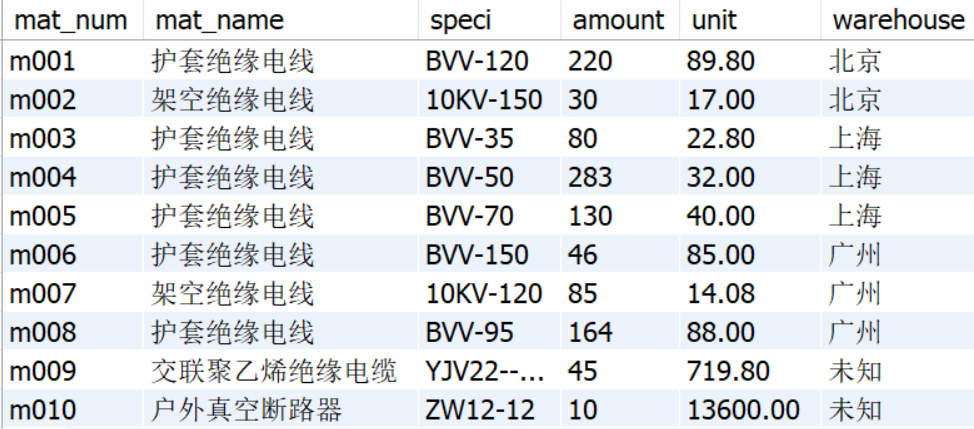 mat_num mat_name speci amount unit warehouse
m001 护套绝缘电线 BVV-120 220 89.80 北京
m002 架空绝缘电线 10KV-150 30 17.00 北京
m003 护套绝缘电线 BVV-35 80 22.80 上海
m004 护套绝缘电线 BVV-50 283 32.00 上海
m005 护套绝缘电线 BVV-70 130 40.00 上海
m006 护套绝缘电线 BVV-150 46 85.00 广州
m007 架空绝缘电线 10KV-120 85 14.08 广州
m008 护套绝缘电线 BVV-95 164 88.00 广州
m009 交联聚乙烯绝缘电缆 YJV22--... 45 719.80 未知
m010 户外真空断路器 ZW12-12 10 13600.00 未知